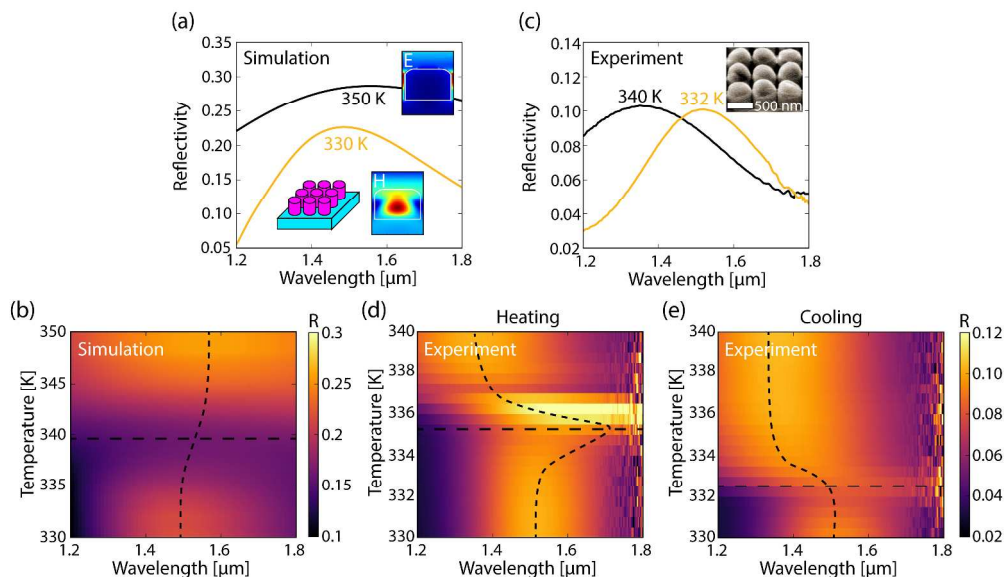 (a)
Simulation
E
350 K
330 K
H
Reflectivity
0.35
0.30
0.25
0.20
0.15
0.10
0.05
1.2 1.4 1.6 1.8
Wavelength [μm]
(c)
Experiment
340 K
332 K
500 nm
Reflectivity
0.14
0.12
0.10
0.08
0.06
0.04
0.02
1.2 1.4 1.6 1.8
Wavelength [μm]
(b)
Simulation
Temperature [K]
350
345
340
335
330
1.2 1.4 1.6 1.8
Wavelength [μm]
R
0.3
0.25
0.2
0.15
0.1
(d)
Heating
Experiment
Temperature [K]
340
338
336
334
332
330
1.2 1.4 1.6 1.8
Wavelength [μm]
(e)
Cooling
Experiment
Temperature [K]
340
338
336
334
332
330
1.2 1.4 1.6 1.8
Wavelength [μm]
R
0.12
0.10
0.08
0.06
0.04
0.02